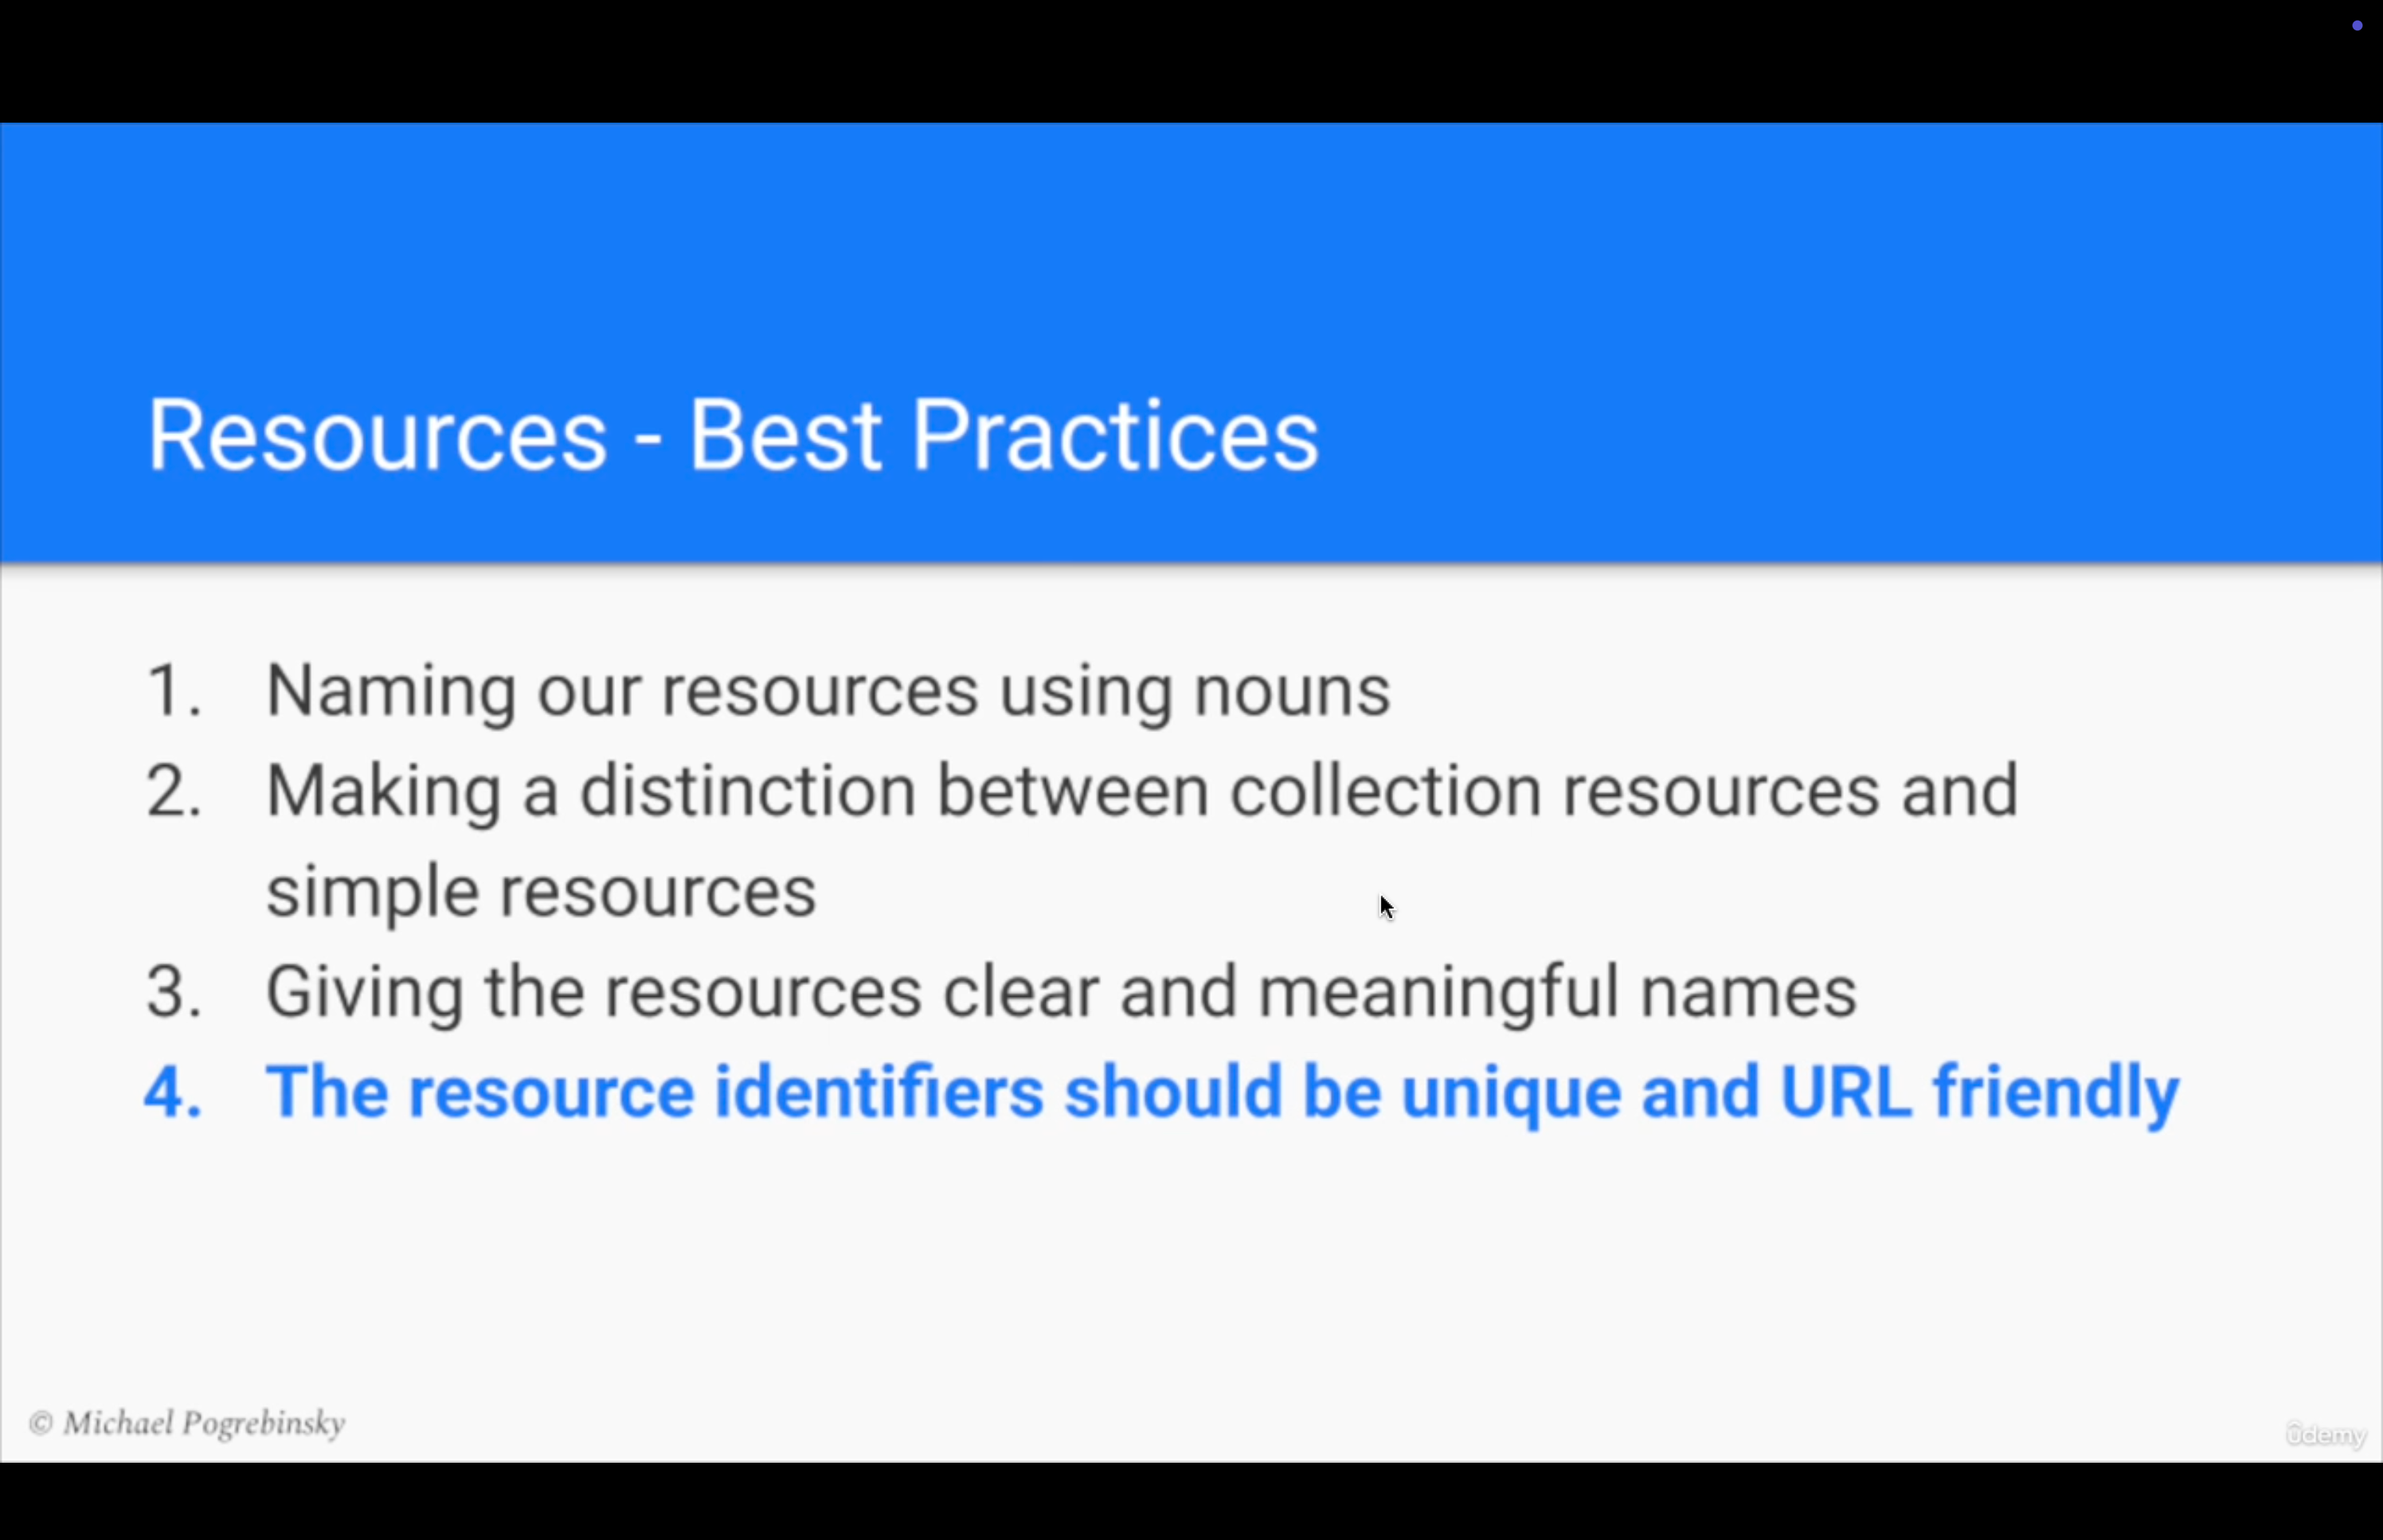 Resources - Best Practices
1. Naming our resources using nouns
2. Making a distinction between collection resources and
simple resources
3. Giving the resources clear and meaningful names
4. The resource identifiers should be unique and URL friendly
© Michael Pogrebinsky
ûdemy